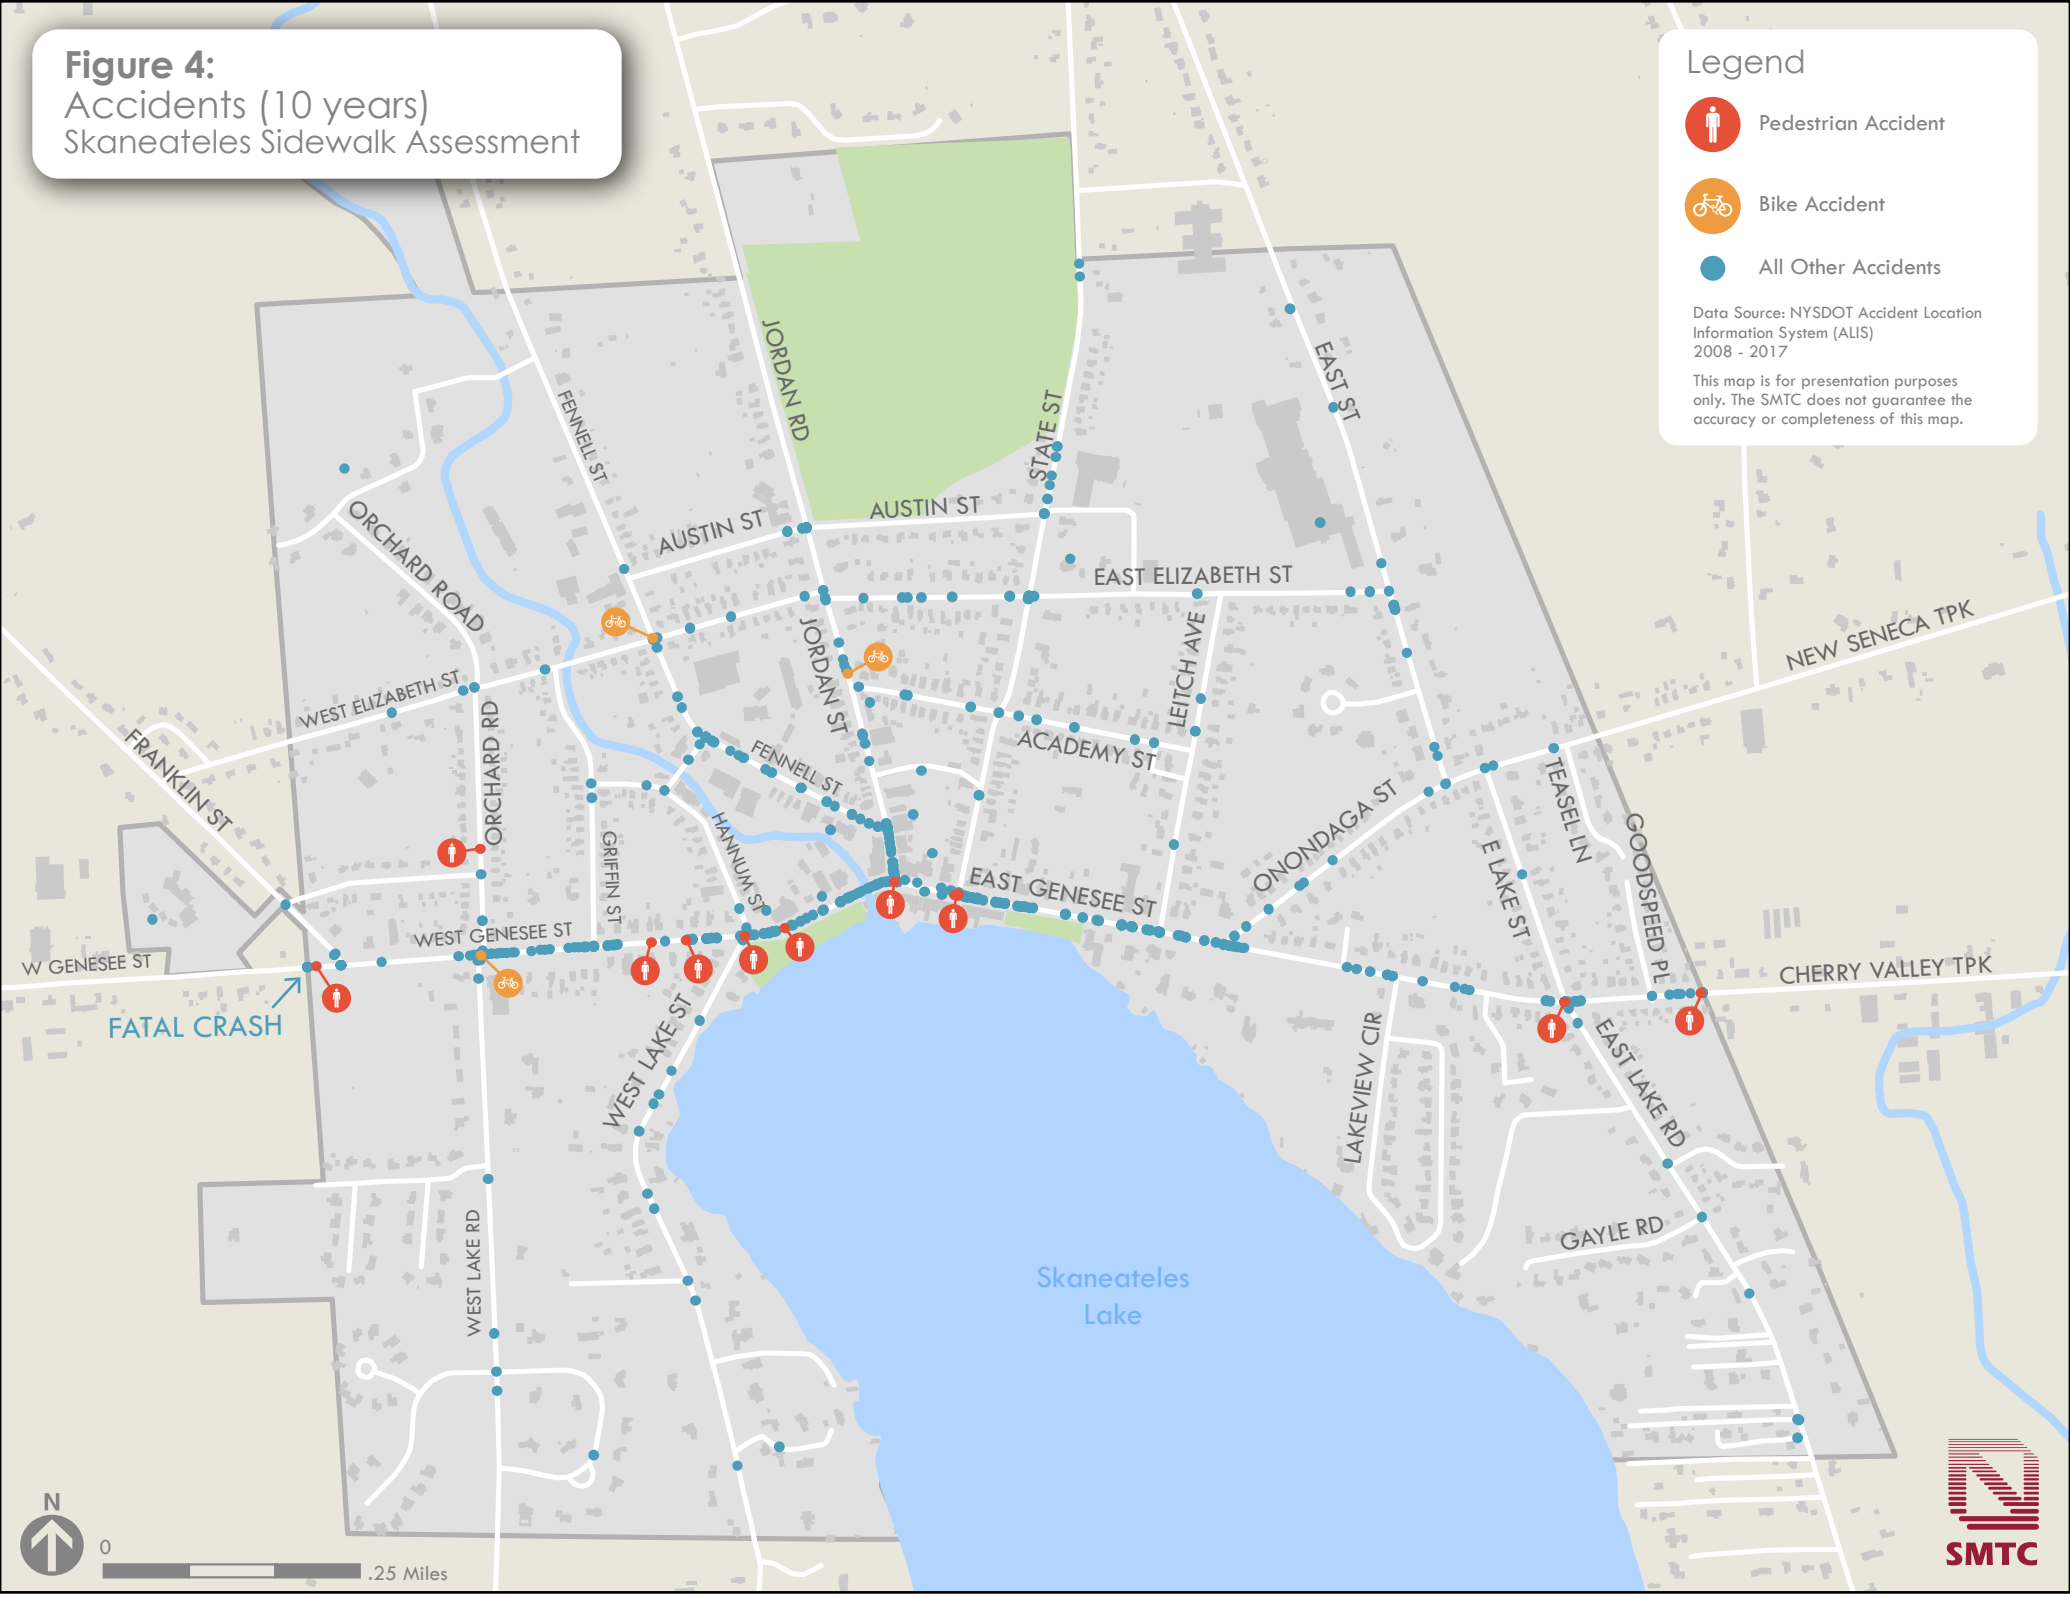 Figure 4:
Accidents (10 years)
Skaneateles Sidewalk Assessment
Legend
Pedestrian Accident
Bike Accident
All Other Accidents
Data Source: NYSDOT Accident Location
Information System (ALIS)
2008 - 2017
This map is for presentation purposes
only. The SMTC does not guarantee the
accuracy or completeness of this map.
JORDAN RD
EAST ST
FENNELL ST
STATE ST
AUSTIN ST
AUSTIN ST
ORCHARD ROAD
EAST ELIZABETH ST
JORDAN ST
LEITCH AVE
NEW SENECA TPK
WEST ELIZABETH ST
ORCHARD RD
FRANKLIN ST
FENNELL ST
ACADEMY ST
ONONDAGA ST
TEASEL LN
GOODSPEED PL
E LAKE ST
HANNUM ST
GRIFFIN ST
EAST GENESEE ST
WEST GENESEE ST
W GENESEE ST
CHERRY VALLEY TPK
FATAL CRASH
WEST LAKE ST
LAKEVIEW CIR
EAST LAKE RD
GAYLE RD
WEST LAKE RD
Skaneateles
Lake
N
0
.25 Miles
SMTC